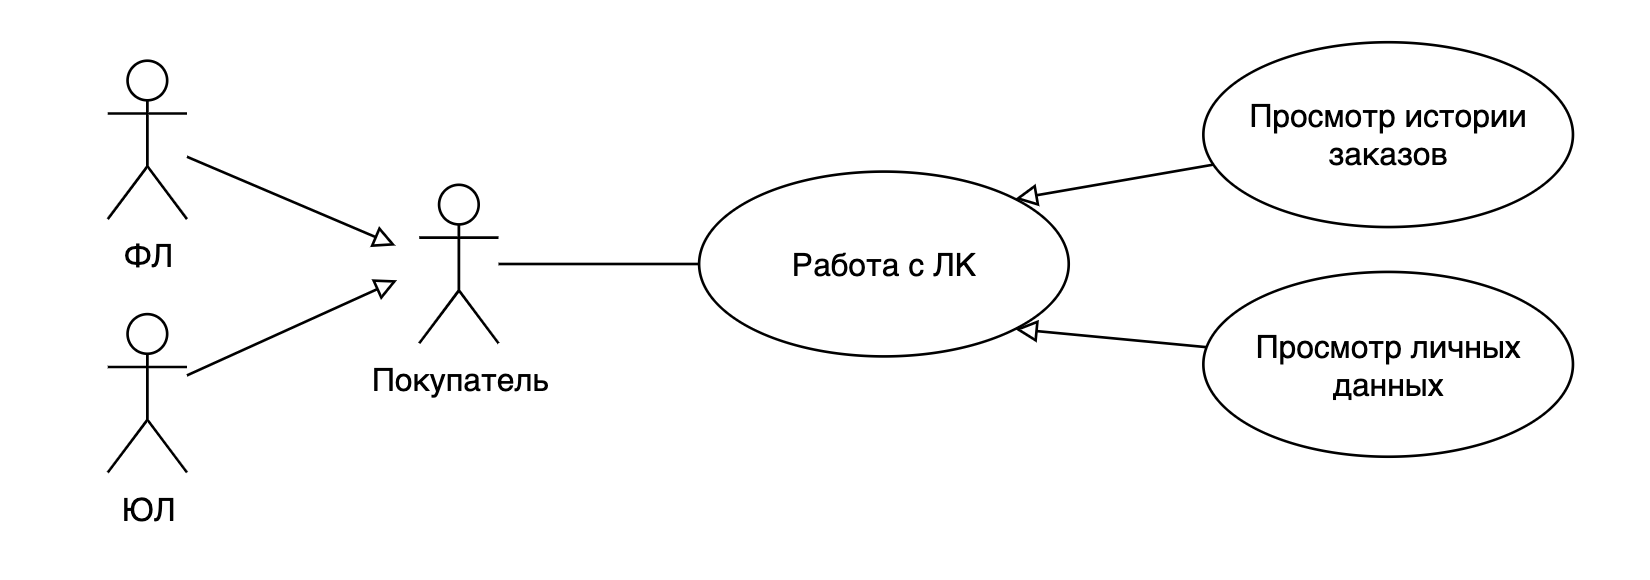 ФЛ
ЮЛ
Покупатель
Работа с ЛК
Просмотр истории
заказов
Просмотр личных
данных